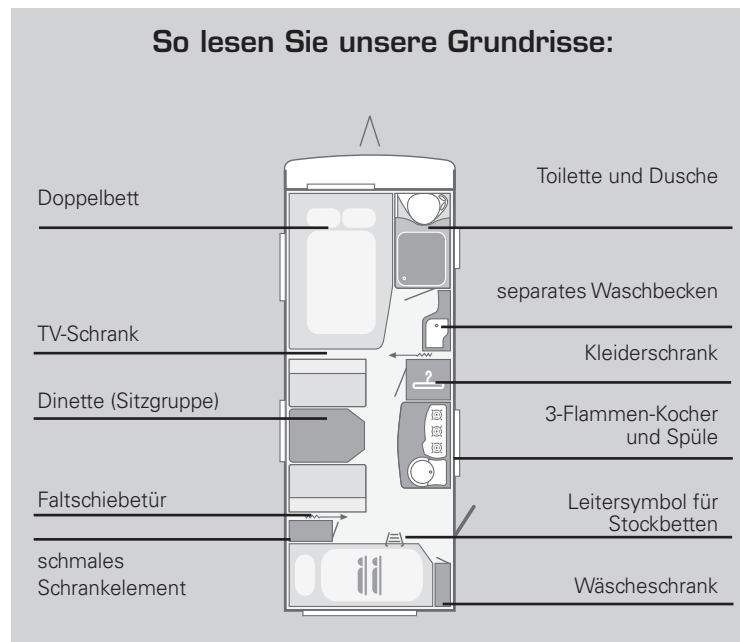 So lesen Sie unsere Grundrisse:
Doppelbett
TV-Schrank
Dinette (Sitzgruppe)
Faltschiebetür
schmales
Schrankelement
Toilette und Dusche
separates Waschbecken
Kleiderschrank
3-Flammen-Kocher
und Spüle
Leitersymbol für
Stockbetten
Wäscheschrank